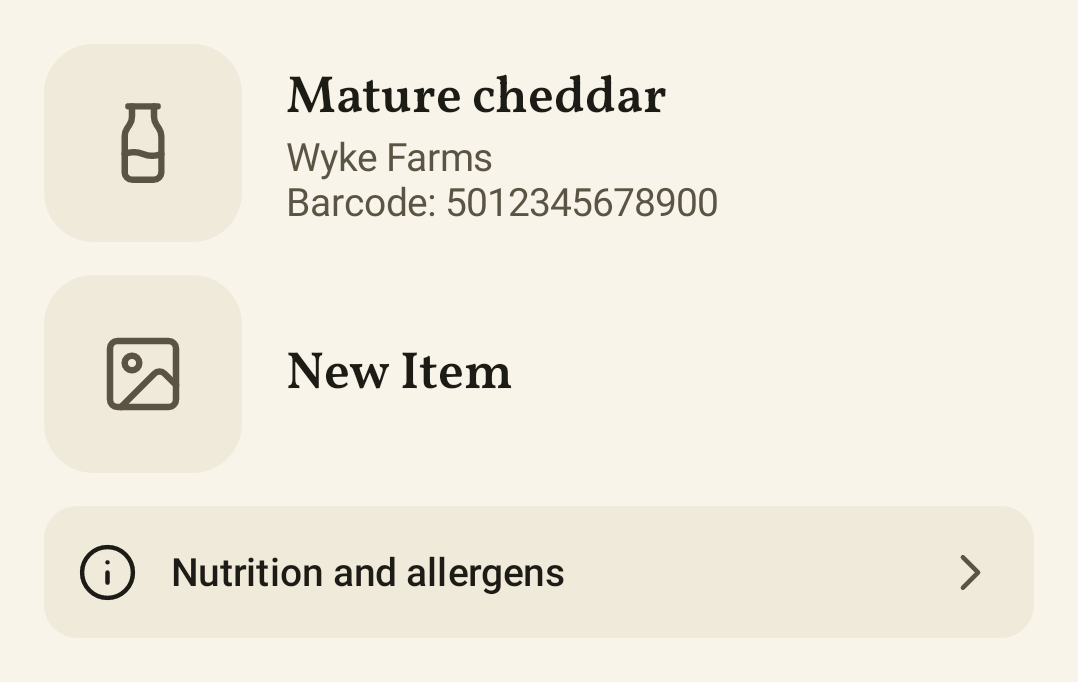 Mature cheddar
Wyke Farms
Barcode: 5012345678900
New Item
Nutrition and allergens